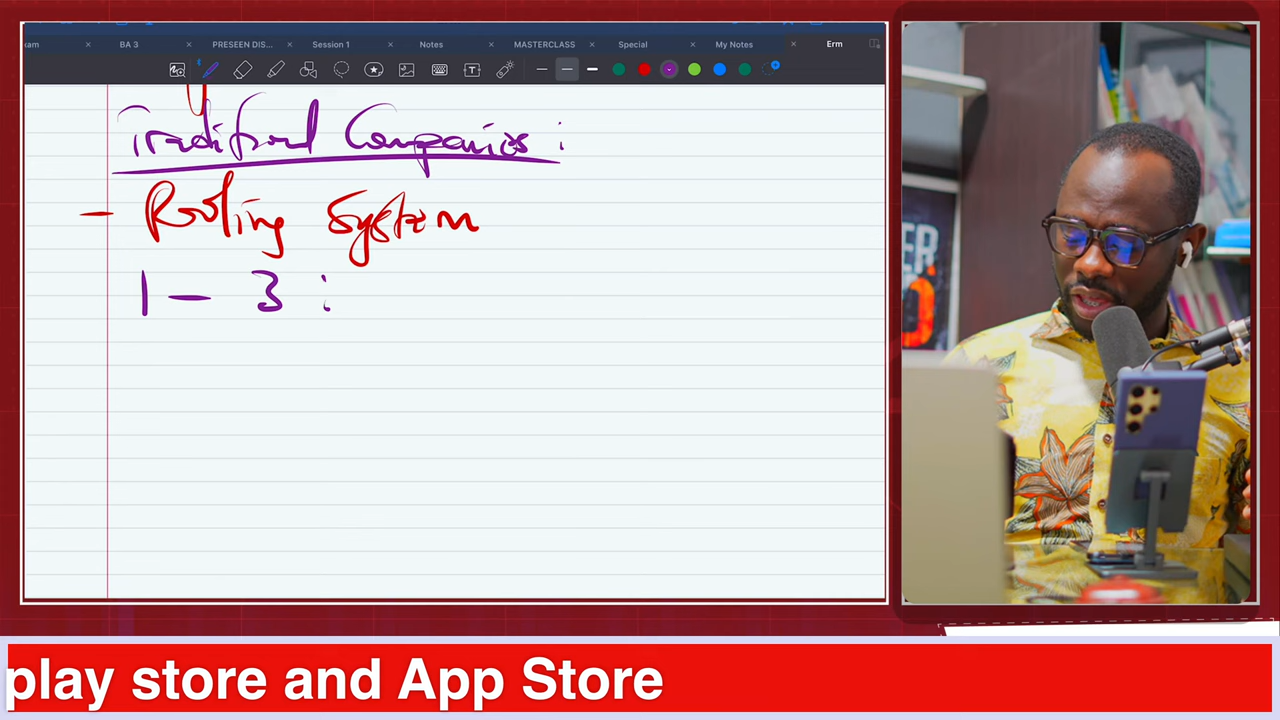 BA 3 PRESEEN DIS... Session 1 Notes MASTERCLASS Special My Notes Erm
Traditional Companies :
- Rooting System
1 - 3 :
play store and App Store